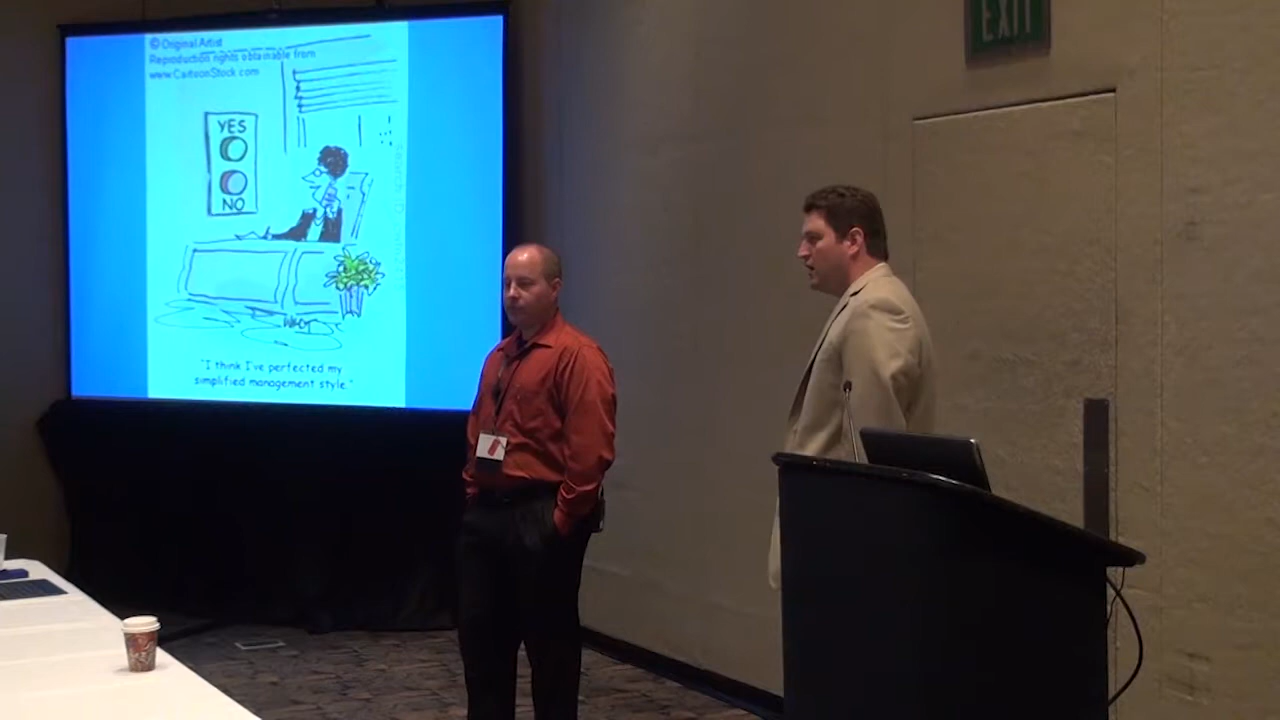 © Original Artist
Reproduction rights obtainable from
www.CartoonStock.com
YES
NO
"I think I've perfected my
simplified management style."
EXIT